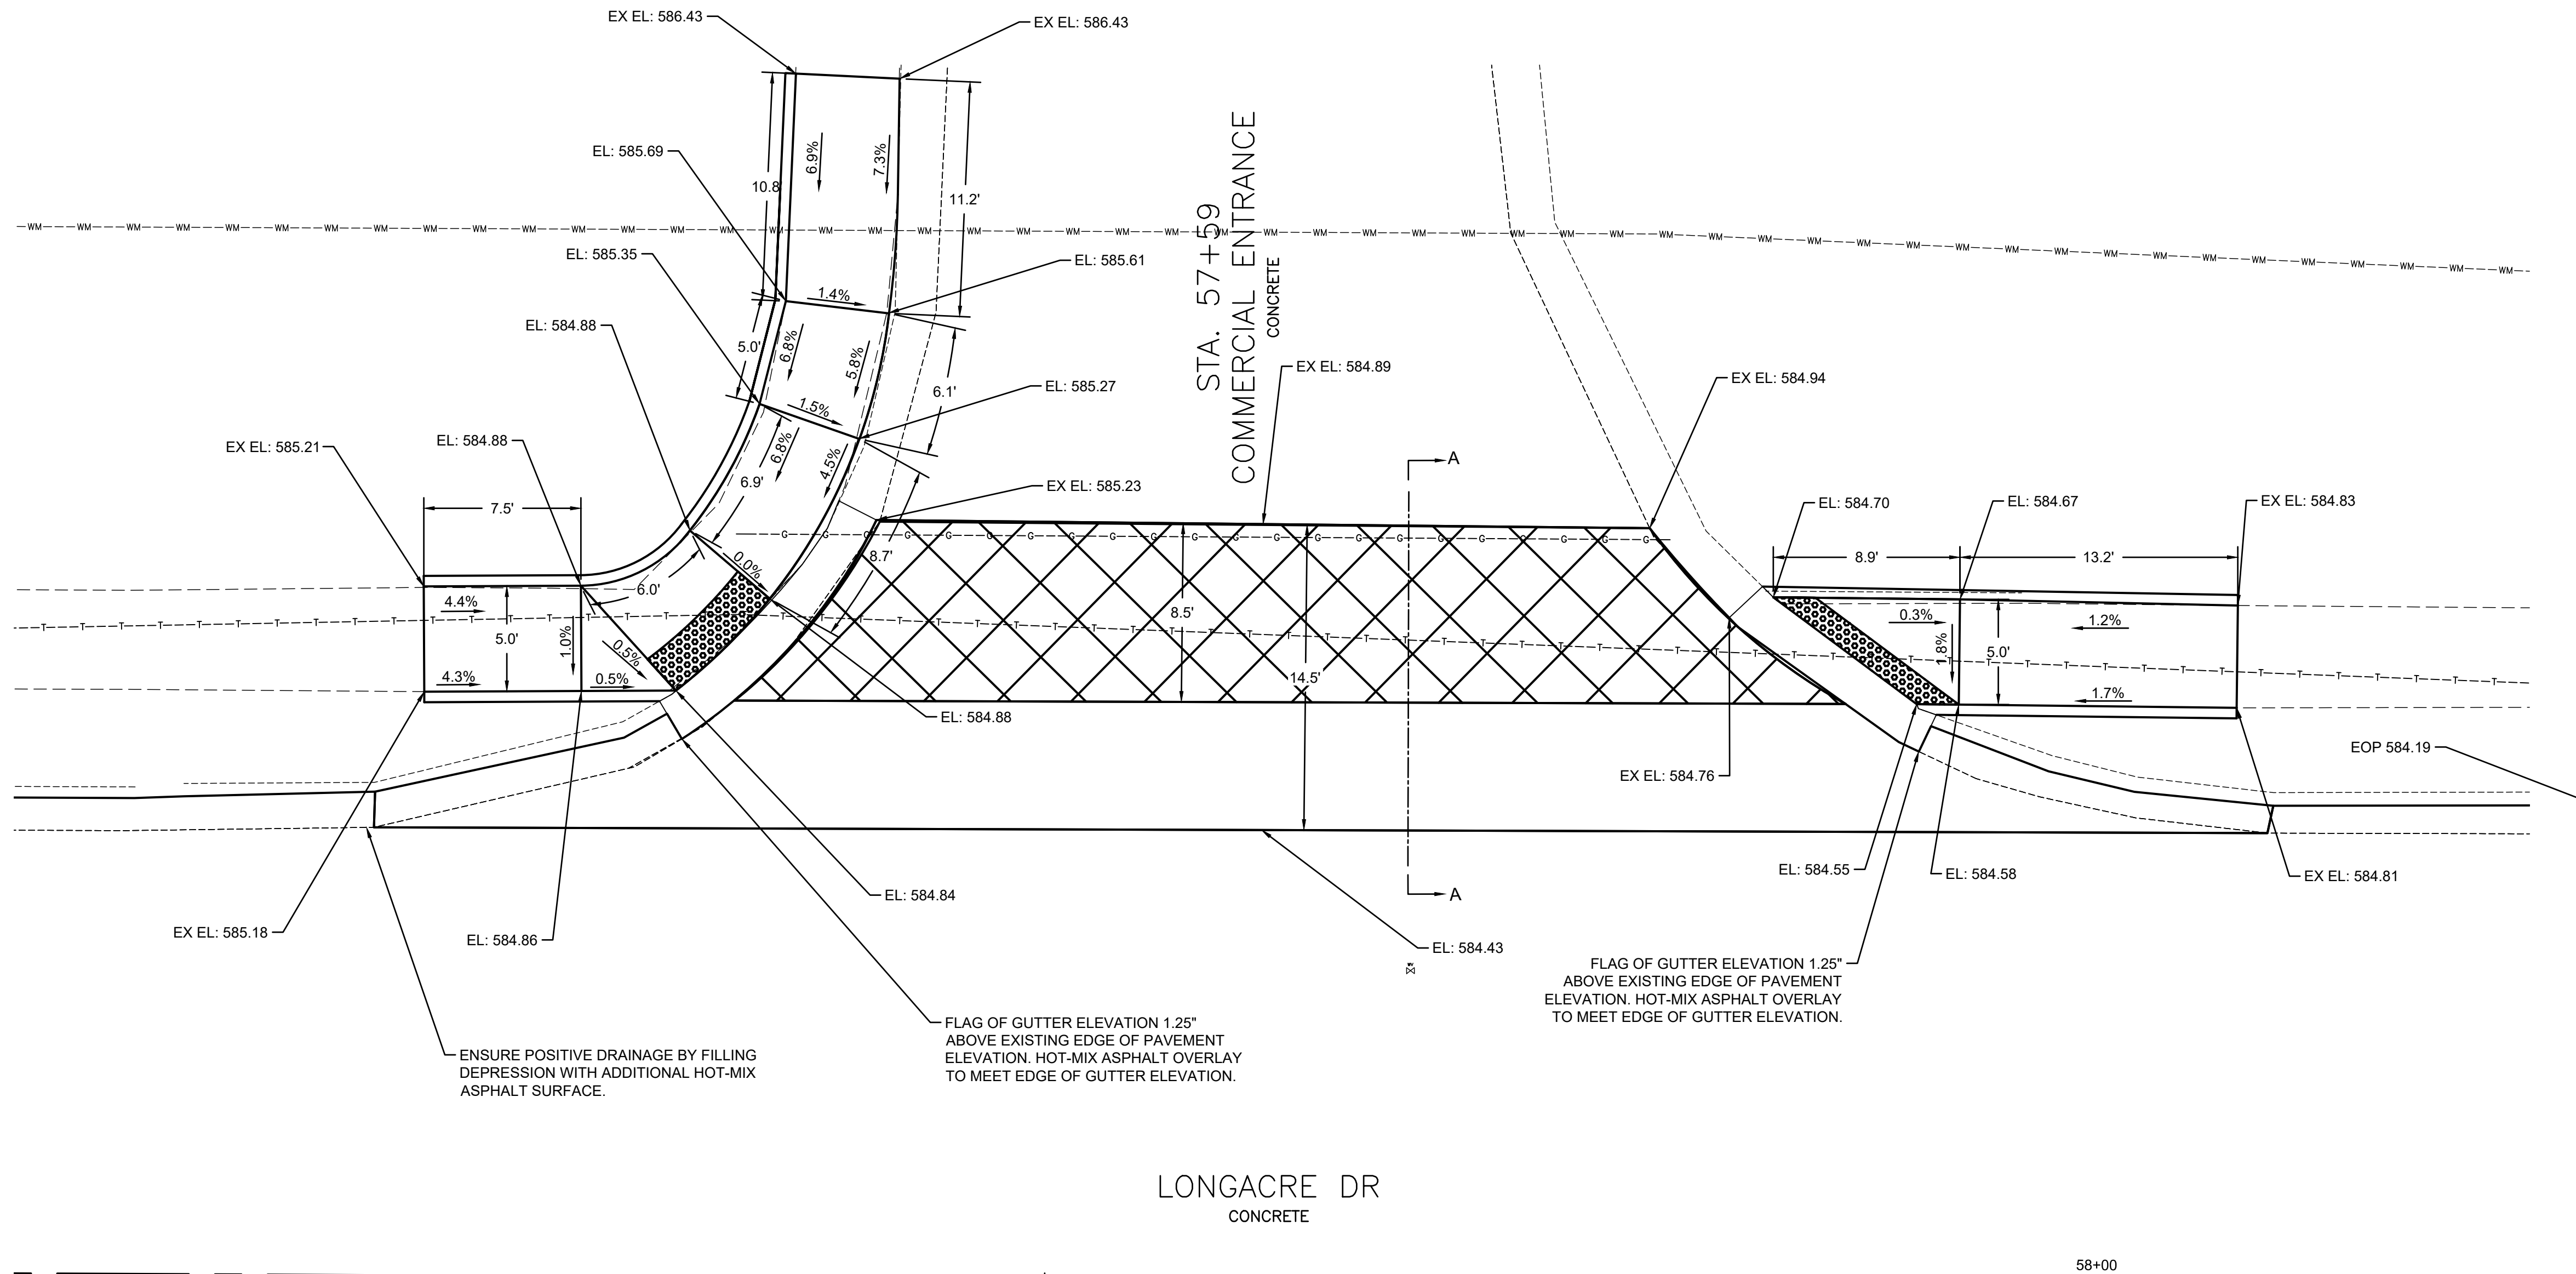 EX EL: 586.43
EX EL: 586.43
6.9%
7.3%
EL: 585.69
10.8
11.2'
EL: 585.35
EL: 585.61
1.4%
EL: 584.88
5.0'
6.8%
5.8%
6.1'
EL: 585.27
1.5%
6.8%
4.5%
6.9'
STA. 57+59
COMMERCIAL ENTRANCE
CONCRETE
EX EL: 584.89
EX EL: 584.94
A
EX EL: 585.21
EL: 584.88
EX EL: 585.23
EL: 584.70
EL: 584.67
EX EL: 584.83
7.5'
8.9'
13.2'
8.7'
0.0%
6.0'
4.4%
5.0'
1.0%
0.5%
4.3%
0.5%
8.5'
14.5'
0.3%
1.8%
5.0'
1.2%
1.7%
WM
G
T
EL: 584.88
EX EL: 584.76
EOP 584.19
EL: 584.84
A
EL: 584.55
EL: 584.58
EX EL: 584.81
EX EL: 585.18
EL: 584.86
EL: 584.43
FLAG OF GUTTER ELEVATION 1.25"
ABOVE EXISTING EDGE OF PAVEMENT
ELEVATION. HOT-MIX ASPHALT OVERLAY
TO MEET EDGE OF GUTTER ELEVATION.
FLAG OF GUTTER ELEVATION 1.25"
ABOVE EXISTING EDGE OF PAVEMENT
ELEVATION. HOT-MIX ASPHALT OVERLAY
TO MEET EDGE OF GUTTER ELEVATION.
ENSURE POSITIVE DRAINAGE BY FILLING
DEPRESSION WITH ADDITIONAL HOT-MIX
ASPHALT SURFACE.
LONGACRE DR
CONCRETE
58+00